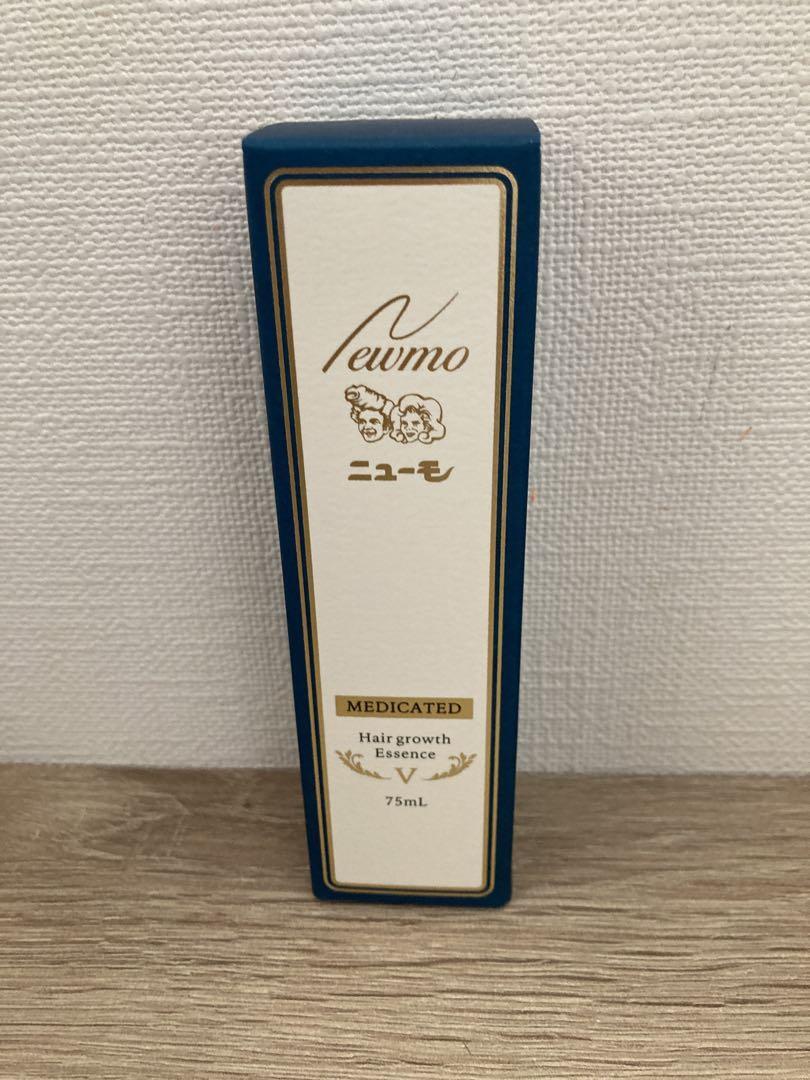 Newmo
ニューモ
MEDICATED
Hair growth
Essence
V
75mL